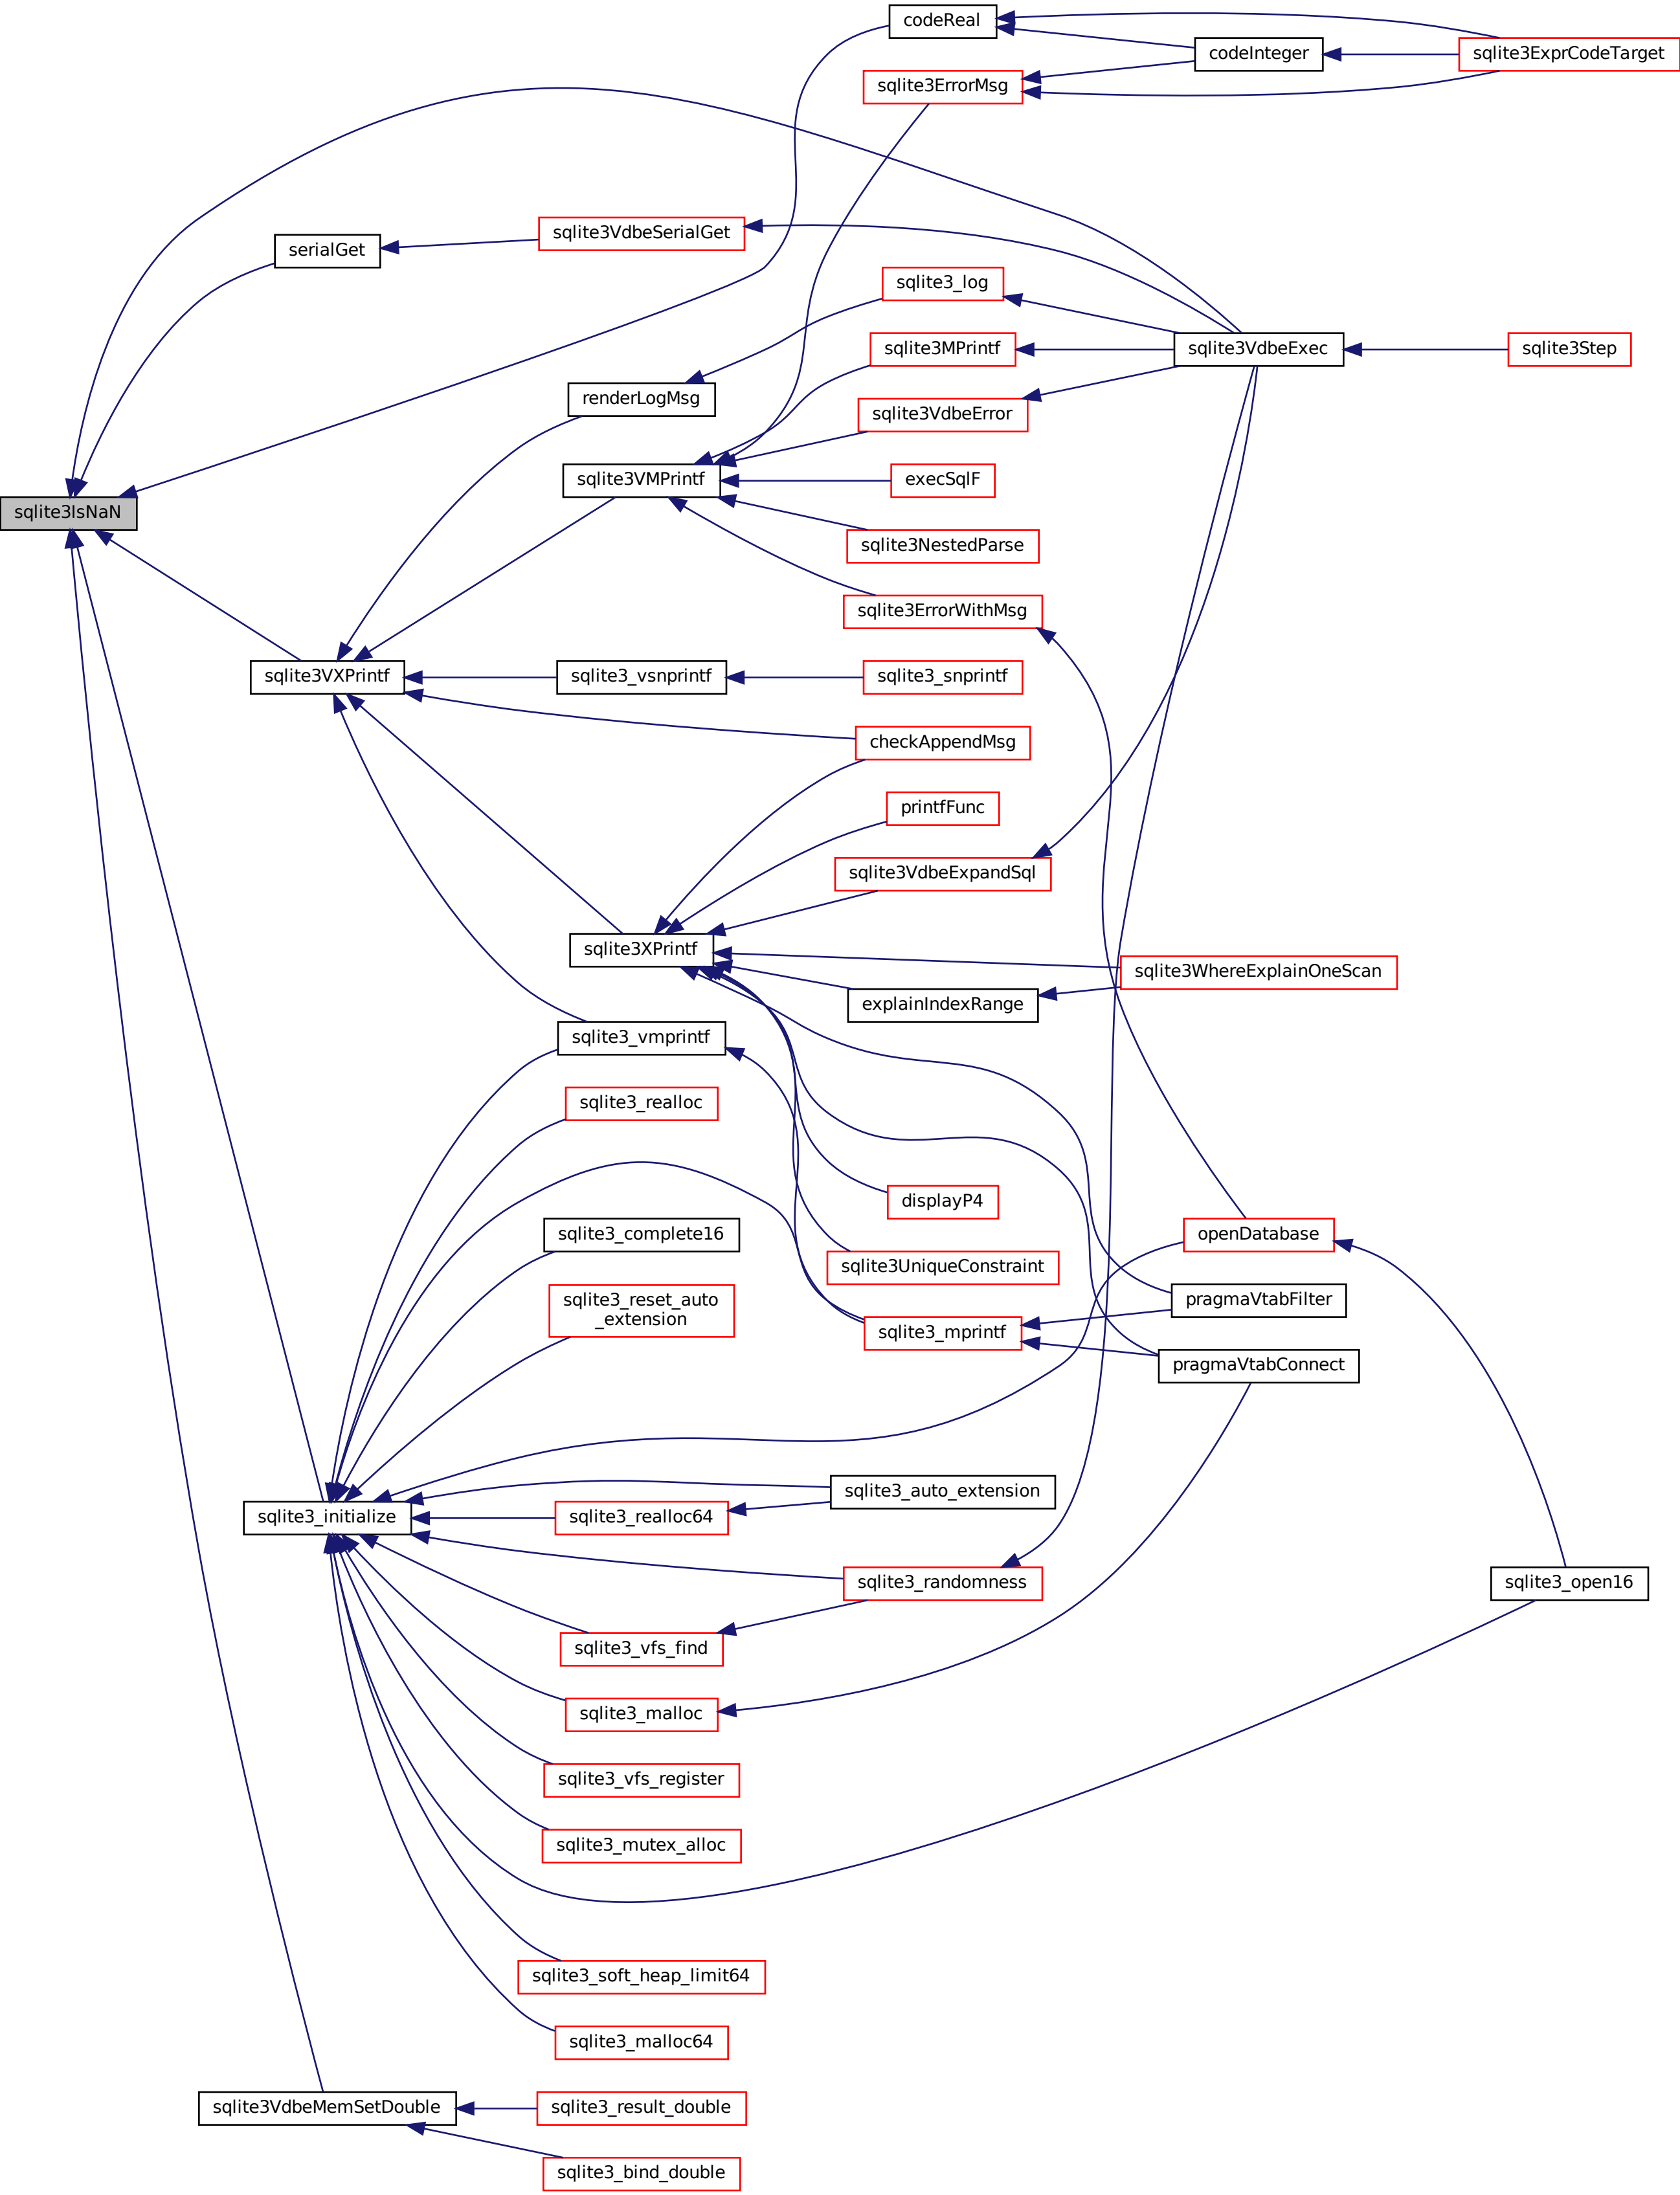 codeReal
codeInteger
sqlite3ExprCodeTarget
sqlite3ErrorMsg
sqlite3VdbeSerialGet
serialGet
sqlite3_log
sqlite3MPrintf
sqlite3VdbeExec
sqlite3Step
renderLogMsg
sqlite3VdbeError
sqlite3VMPrintf
execSqlF
sqlite3IsNaN
sqlite3NestedParse
sqlite3ErrorWithMsg
sqlite3VXPrintf
sqlite3_vsnprintf
sqlite3_snprintf
checkAppendMsg
printfFunc
sqlite3VdbeExpandSql
sqlite3XPrintf
sqlite3WhereExplainOneScan
explainIndexRange
sqlite3_vmprintf
sqlite3_realloc
displayP4
sqlite3_complete16
openDatabase
sqlite3UniqueConstraint
pragmaVtabFilter
sqlite3_reset_auto
_extension
sqlite3_mprintf
pragmaVtabConnect
sqlite3_auto_extension
sqlite3_initialize
sqlite3_realloc64
sqlite3_randomness
sqlite3_open16
sqlite3_vfs_find
sqlite3_malloc
sqlite3_vfs_register
sqlite3_mutex_alloc
sqlite3_soft_heap_limit64
sqlite3_malloc64
sqlite3VdbeMemSetDouble
sqlite3_result_double
sqlite3_bind_double